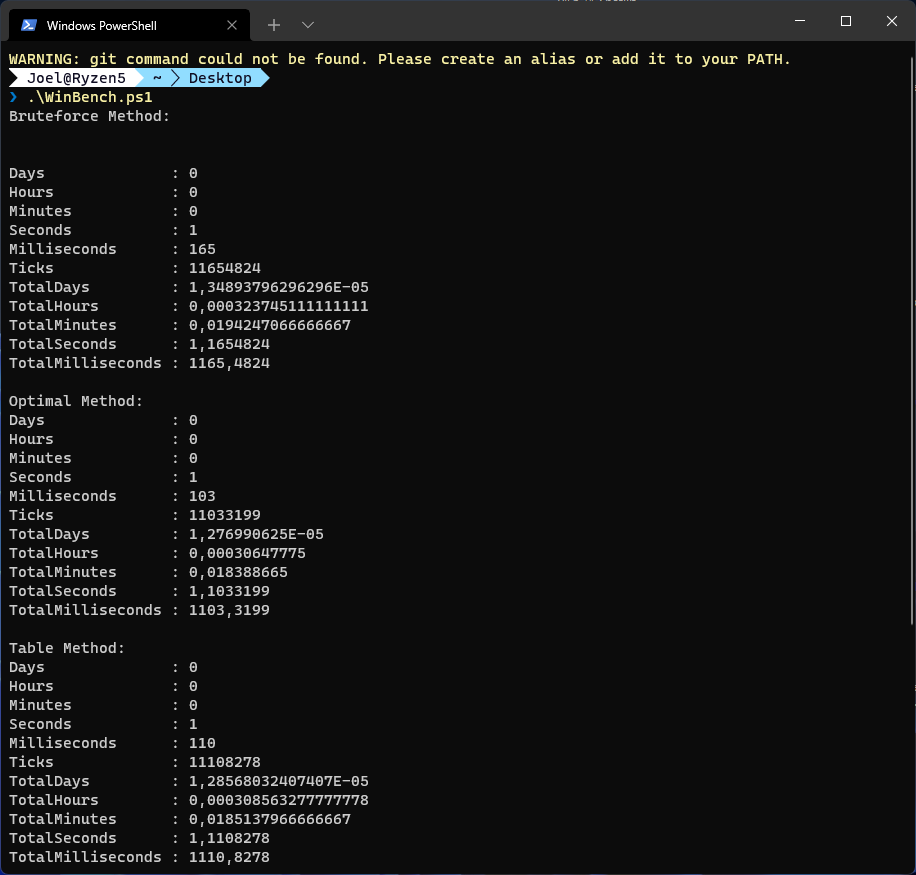 Windows PowerShell
WARNING: git command could not be found. Please create an alias or add it to your PATH.
Joel@Ryzen5 ~ Desktop
❯ .\WinBench.ps1
Bruteforce Method:
Days : 0
Hours : 0
Minutes : 0
Seconds : 1
Milliseconds : 165
Ticks : 11654824
TotalDays : 1,34893796296296E-05
TotalHours : 0,000323745111111111
TotalMinutes : 0,0194247066666667
TotalSeconds : 1,1654824
TotalMilliseconds : 1165,4824
Optimal Method:
Days : 0
Hours : 0
Minutes : 0
Seconds : 1
Milliseconds : 103
Ticks : 11033199
TotalDays : 1,276990625E-05
TotalHours : 0,00030647775
TotalMinutes : 0,018388665
TotalSeconds : 1,1033199
TotalMilliseconds : 1103,3199
Table Method:
Days : 0
Hours : 0
Minutes : 0
Seconds : 1
Milliseconds : 110
Ticks : 11108278
TotalDays : 1,28568032407407E-05
TotalHours : 0,000308563277777778
TotalMinutes : 0,0185137966666667
TotalSeconds : 1,1108278
TotalMilliseconds : 1110,8278